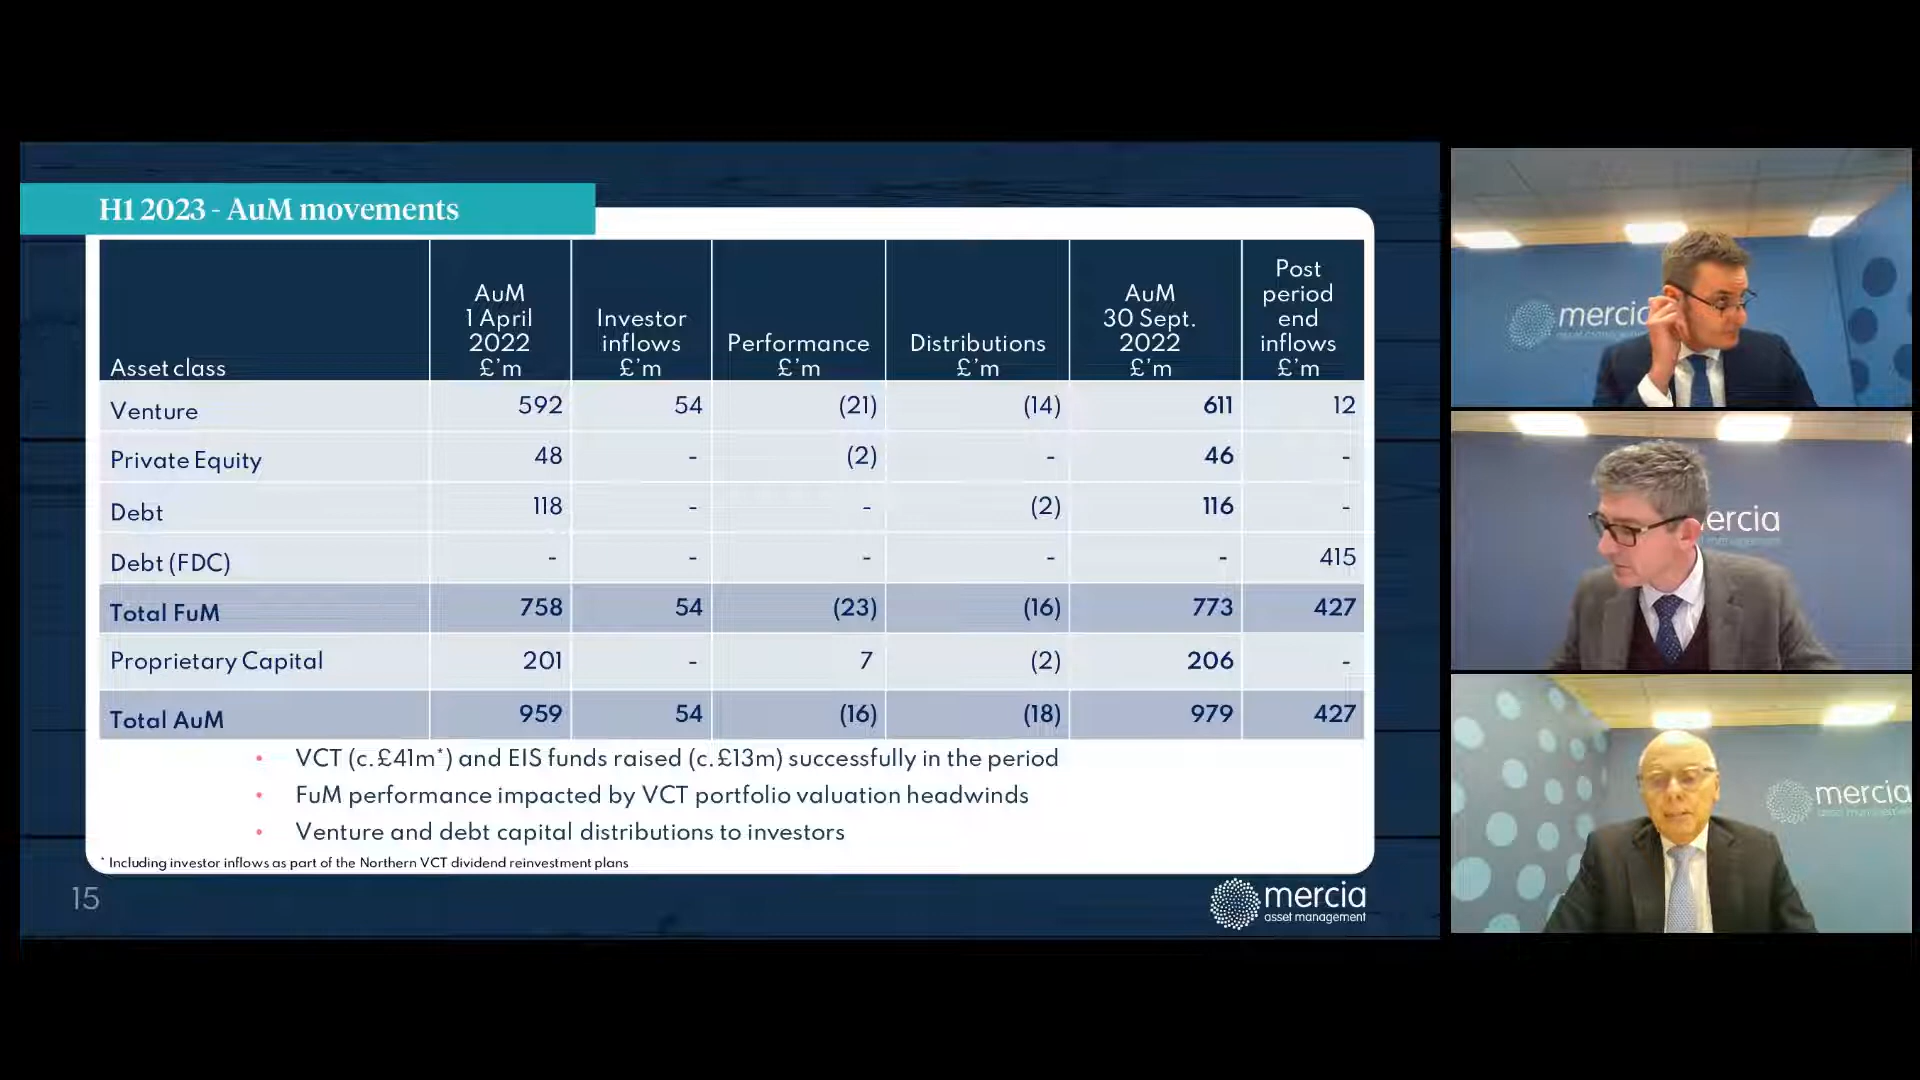 H1 2023 - AuM movements
Asset class
AuM
1 April
2022
£'m
Investor
inflows
£'m
Performance
£'m
Distributions
£'m
AuM
30 Sept.
2022
£'m
Post
period
end
inflows
£'m
Venture 592 54 (21) (14) 611 12
Private Equity 48 - (2) - 46 -
Debt 118 - - (2) 116 -
Debt (FDC) - - - - - 415
Total FuM 758 54 (23) (16) 773 427
Proprietary Capital 201 - 7 (2) 206 -
Total AuM 959 54 (16) (18) 979 427
• VCT (c.£41m*) and EIS funds raised (c.£13m) successfully in the period
• FuM performance impacted by VCT portfolio valuation headwinds
• Venture and debt capital distributions to investors
* Including investor inflows as part of the Northern VCT dividend reinvestment plans
15
mercia
asset management
mercia
ercia
mercia